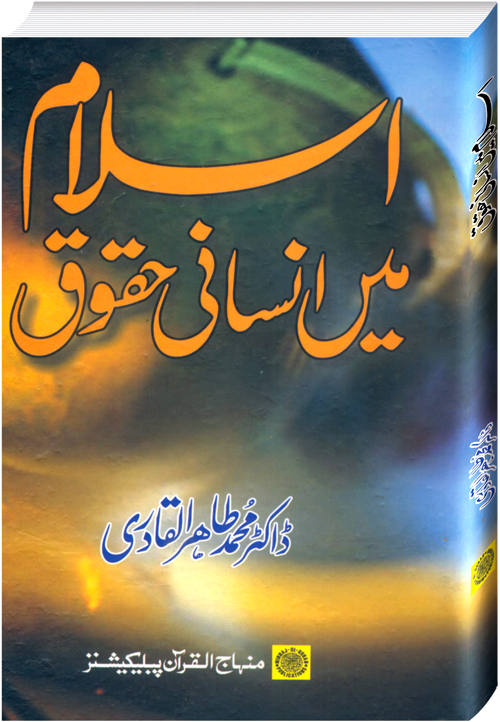 اسلام
میں انسانی حقوق
ڈاکٹر محمد طاہر القادری
منہاج القرآن پبلیکیشنز